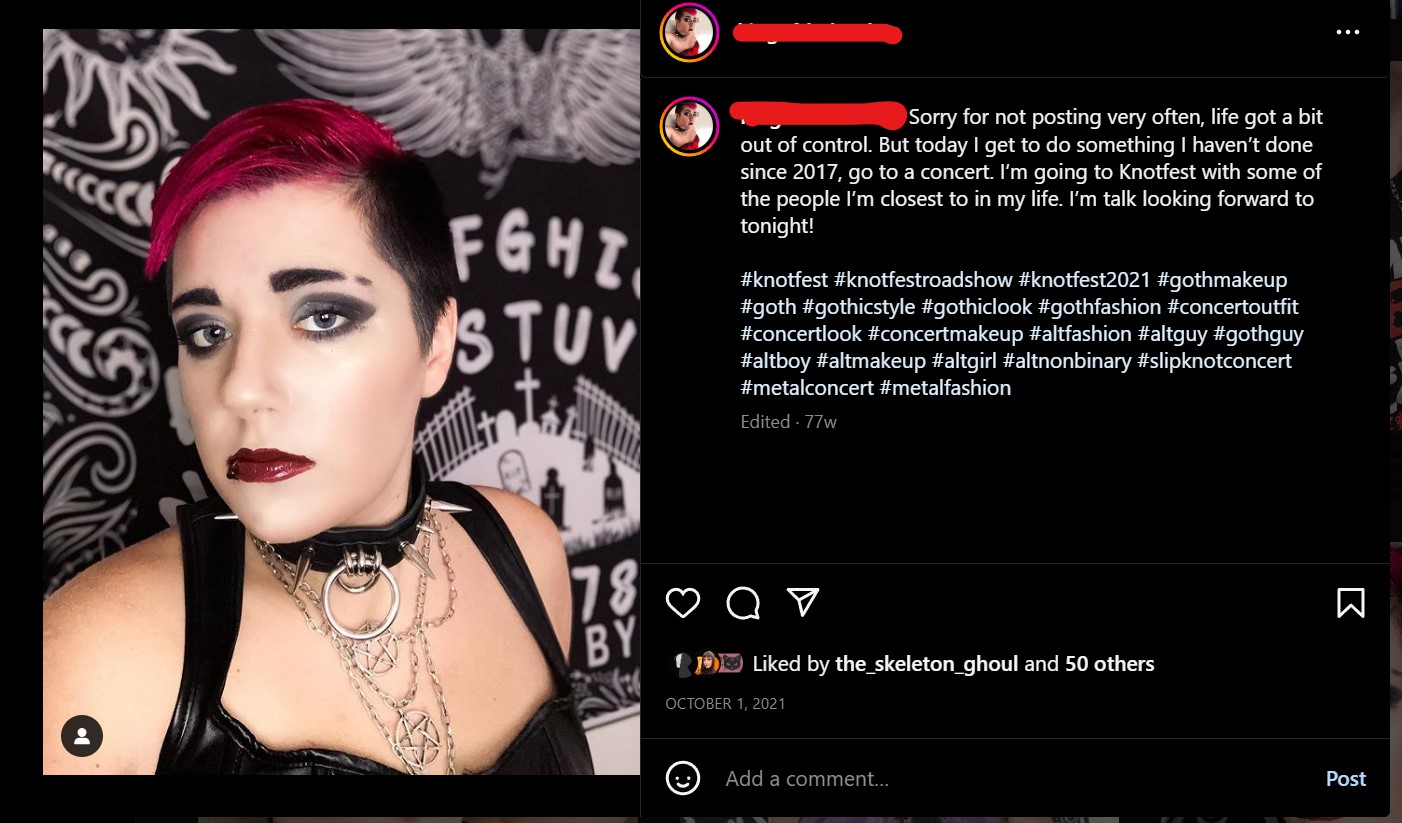 FGHI
STUV
RIP
78
BY
Sorry for not posting very often, life got a bit
out of control. But today I get to do something I haven’t done
since 2017, go to a concert. I’m going to Knotfest with some of
the people I’m closest to in my life. I’m talk looking forward to
tonight!
#knotfest #knotfestroadshow #knotfest2021 #gothmakeup
#goth #gothicstyle #gothiclook #gothfashion #concertoutfit
#concertlook #concertmakeup #altfashion #altguy #gothguy
#altboy #altmakeup #altgirl #altnonbinary #slipknotconcert
#metalconcert #metalfashion
Edited · 77w
Liked by the_skeleton_ghoul and 50 others
OCTOBER 1, 2021
Add a comment...
Post